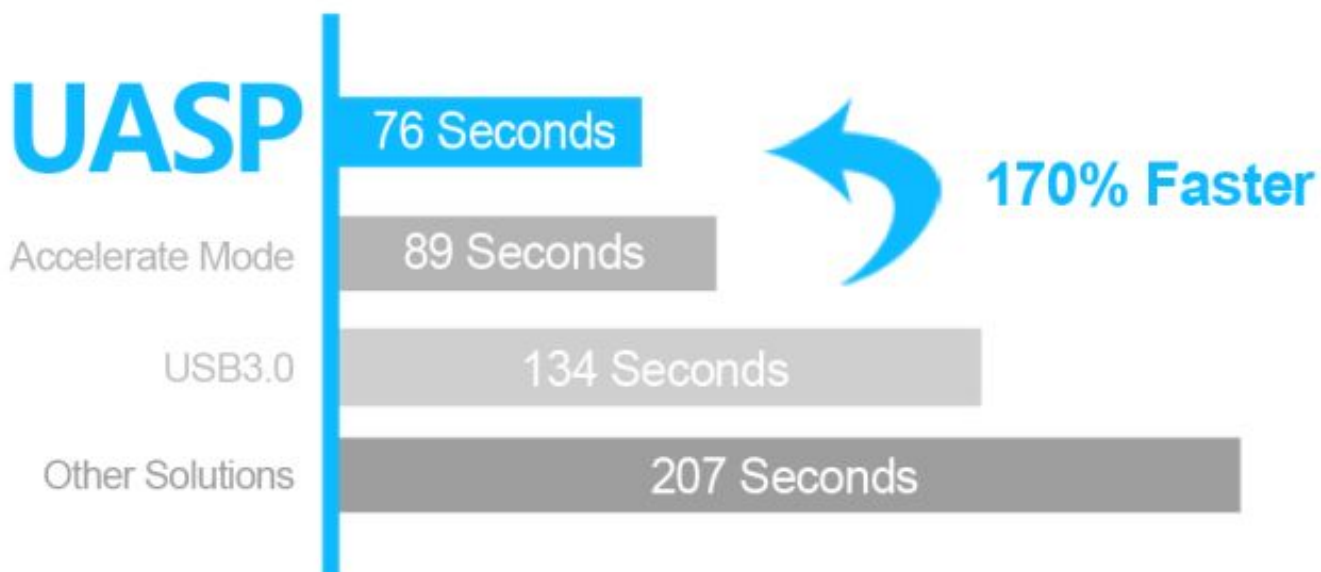 UASP
76 Seconds
170% Faster
Accelerate Mode
89 Seconds
USB3.0
134 Seconds
Other Solutions
207 Seconds